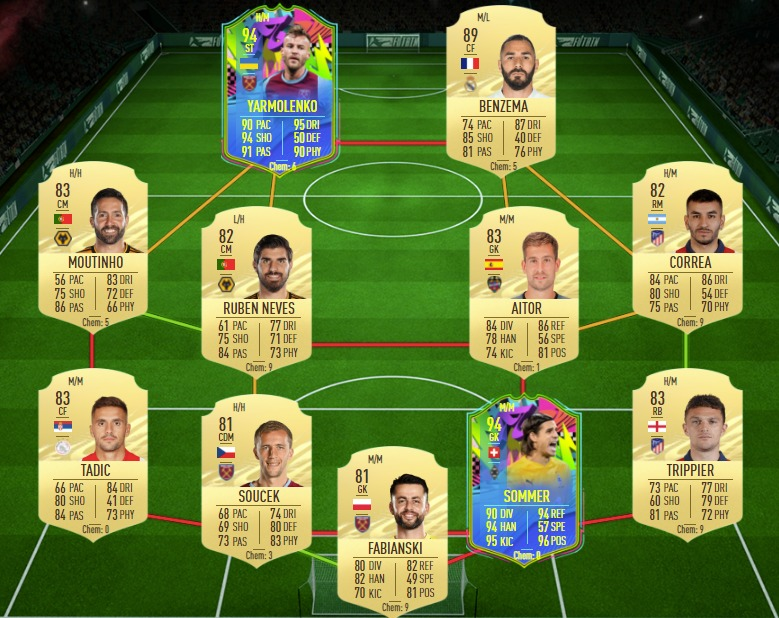 H/M
94
ST
YARMOLENKO
90 PAC 95 DRI
94 SHO 50 DEF
91 PAS 90 PHY
Chem: 6
M/L
89
CF
BENZEMA
74 PAC 87 DRI
85 SHO 40 DEF
81 PAS 76 PHY
Chem: 5
H/H
83
CM
MOUTINHO
56 PAC 83 DRI
75 SHO 72 DEF
86 PAS 66 PHY
Chem: 5
L/H
82
CM
RUBEN NEVES
61 PAC 77 DRI
75 SHO 71 DEF
84 PAS 73 PHY
Chem: 9
M/M
83
GK
AITOR
84 DIV 86 REF
78 HAN 56 SPE
74 KIC 81 POS
Chem: 1
H/M
82
RM
CORREA
84 PAC 86 DRI
80 SHO 54 DEF
75 PAS 70 PHY
Chem: 9
M/M
83
CF
TADIC
66 PAC 84 DRI
80 SHO 41 DEF
84 PAS 73 PHY
Chem: 0
H/H
81
CDM
SOUCEK
68 PAC 74 DRI
69 SHO 80 DEF
73 PAS 83 PHY
Chem: 3
M/M
81
GK
FABIANSKI
80 DIV 82 REF
82 HAN 49 SPE
70 KIC 81 POS
Chem: 9
M/M
94
GK
SOMMER
90 DIV 94 REF
94 HAN 57 SPE
95 KIC 96 POS
Chem: 0
H/M
83
RB
TRIPPIER
73 PAC 77 DRI
60 SHO 79 DEF
81 PAS 72 PHY
Chem: 9